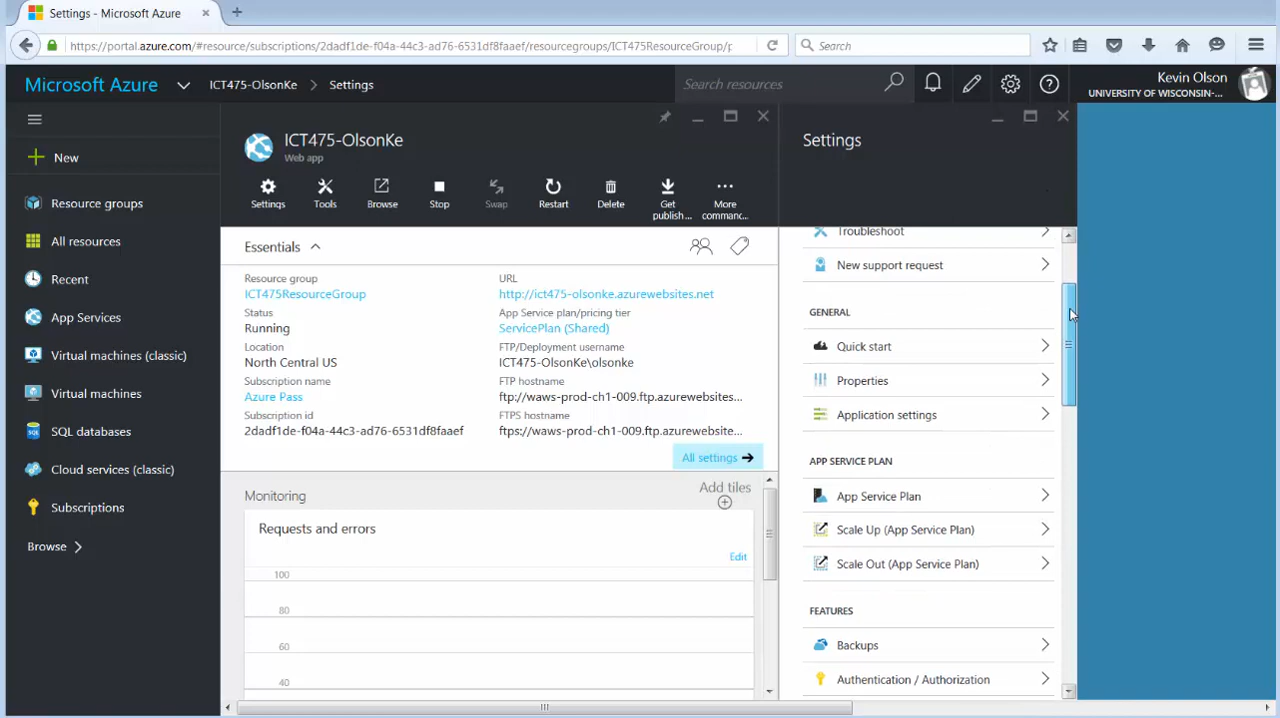 Settings - Microsoft Azure
https://portal.azure.com/#resource/subscriptions/2dadf1de-f04a-44c3-ad76-6531df8faaef/resourcegroups/ICT475ResourceGroup/p
Search
Microsoft Azure
ICT475-OlsonKe
Settings
Search resources
Kevin Olson
UNIVERSITY OF WISCONSIN-...
New
Resource groups
All resources
Recent
App Services
Virtual machines (classic)
Virtual machines
SQL databases
Cloud services (classic)
Subscriptions
Browse
ICT475-OlsonKe
Web app
Settings
Tools
Browse
Stop
Swap
Restart
Delete
Get
publish...
More
comman...
Essentials
Resource group
ICT475ResourceGroup
Status
Running
Location
North Central US
Subscription name
Azure Pass
Subscription id
2dadf1de-f04a-44c3-ad76-6531df8faaef
URL
http://ict475-olsonke.azurewebsites.net
App Service plan/pricing tier
ServicePlan (Shared)
FTP/Deployment username
ICT475-OlsonKe\olsonke
FTP hostname
ftp://waws-prod-ch1-009.ftp.azurewebsites...
FTPS hostname
ftps://waws-prod-ch1-009.ftp.azurewebsite...
All settings
Monitoring
Add tiles
Requests and errors
Edit
100
80
60
40
Settings
Troubleshoot
New support request
GENERAL
Quick start
Properties
Application settings
APP SERVICE PLAN
App Service Plan
Scale Up (App Service Plan)
Scale Out (App Service Plan)
FEATURES
Backups
Authentication / Authorization